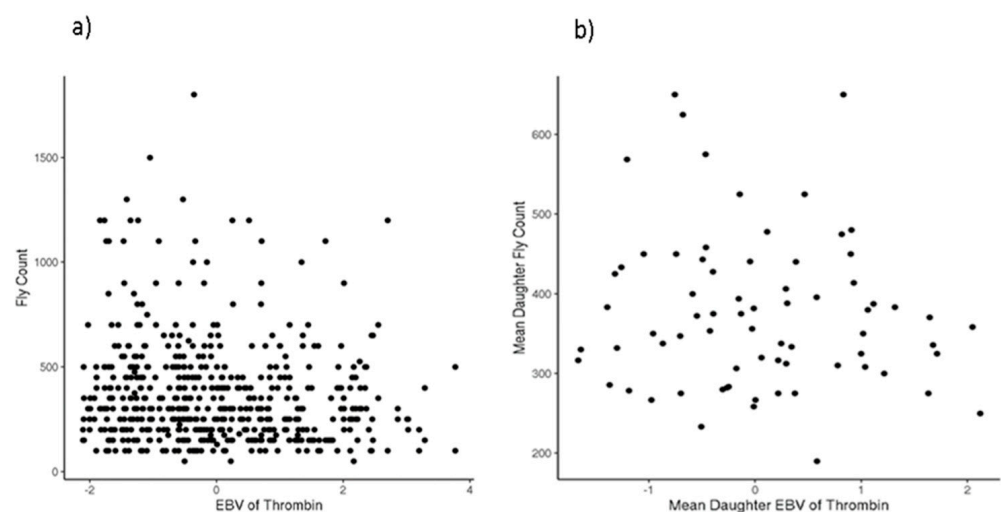 a)
b)
1500
1000
500
0
Fly Count
-2
0
2
4
EBV of Thrombin
600
500
400
300
200
Mean Daughter Fly Count
-1
0
1
2
Mean Daughter EBV of Thrombin